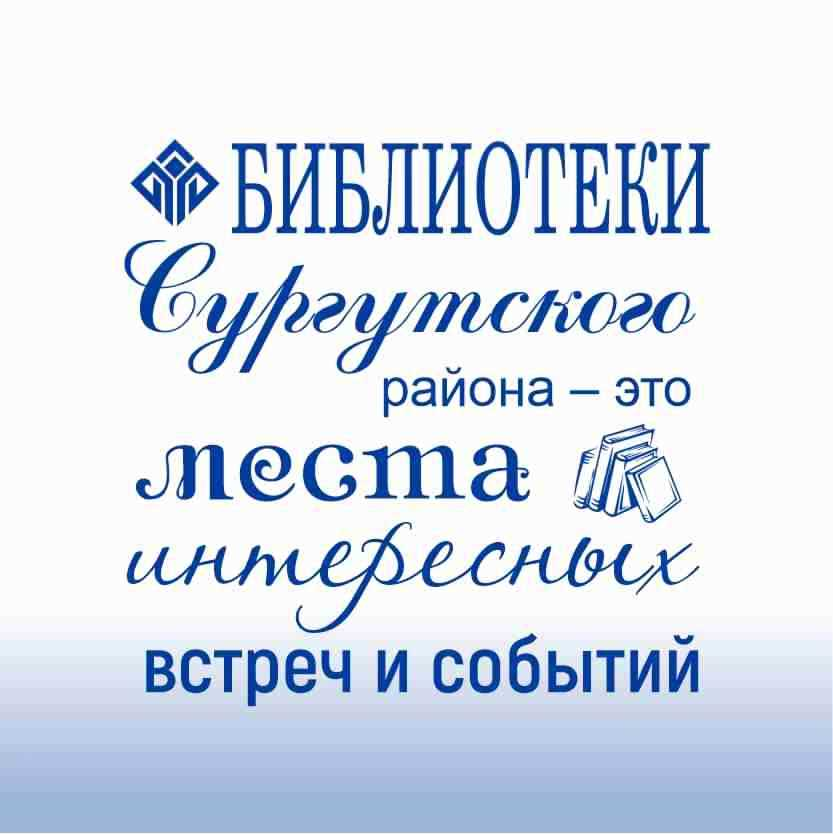 БИБЛИОТЕКИ
Сургутского
района – это
места
интересных
встреч и событий